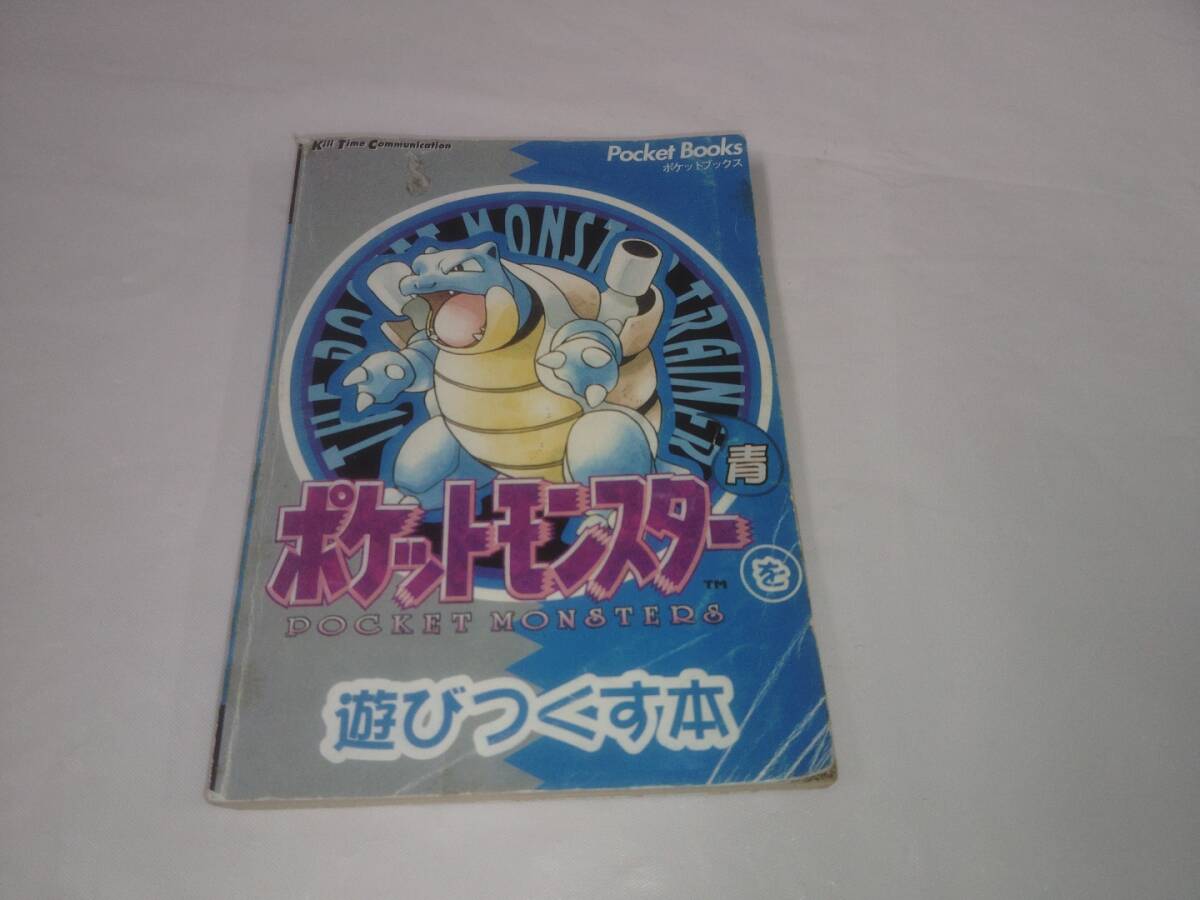 Kill Time Communication
Pocket Books
ポケットブックス
THE POCKET MONSTER TRAINER
青
ポケットモンスターを
TM
POCKET MONSTERS
遊びつくす本